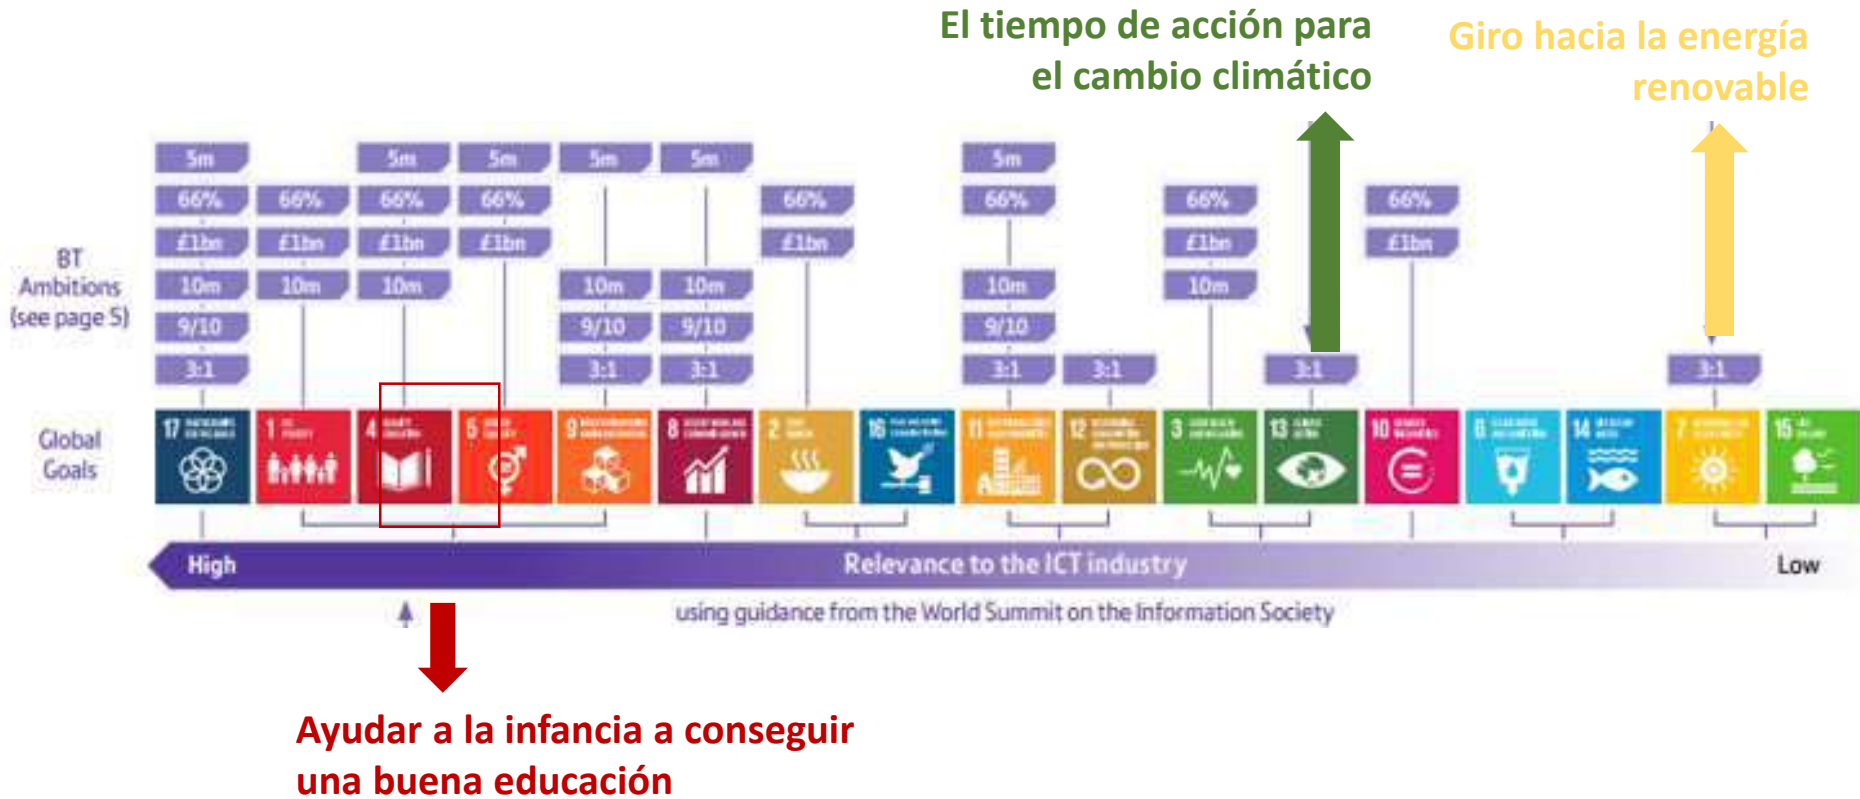 El tiempo de acción para
el cambio climático
Giro hacia la energía
renovable
5m 5m 5m 5m 5m 5m
66% 66% 66% 66% 66% 66% 66% 66%
£1bn £1bn £1bn £1bn £1bn £1bn £1bn
10m 10m 10m 10m 10m 10m 10m
9/10 9/10 9/10 9/10
3:1 3:1 3:1 3:1 3:1 3:1 3:1
BT
Ambitions
(see page 5)
Global
Goals
17 1 4 5 9 8 2 16 11 12 3 13 10 6 14 7 15
High
Relevance to the ICT industry
Low
using guidance from the World Summit on the Information Society
Ayudar a la infancia a conseguir
una buena educación